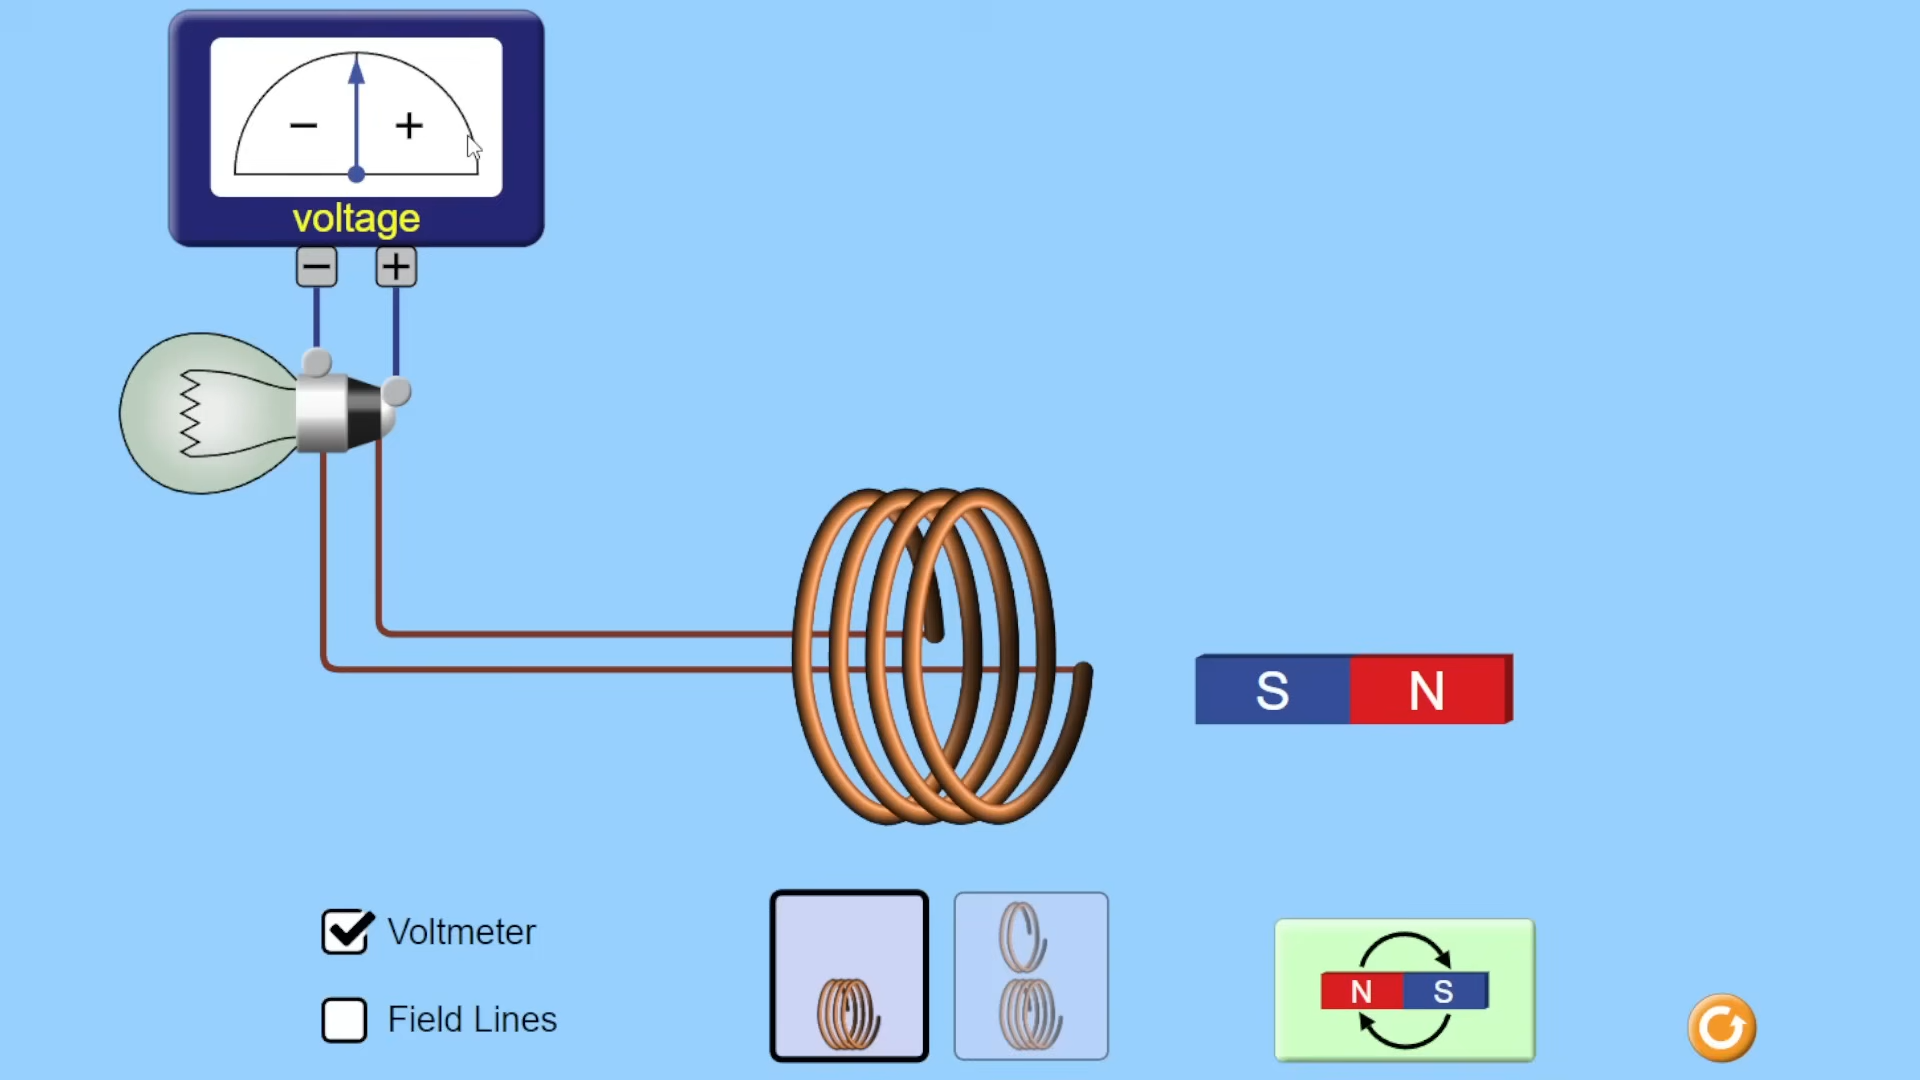 − +
voltage
− +
S N
Voltmeter
Field Lines
N S